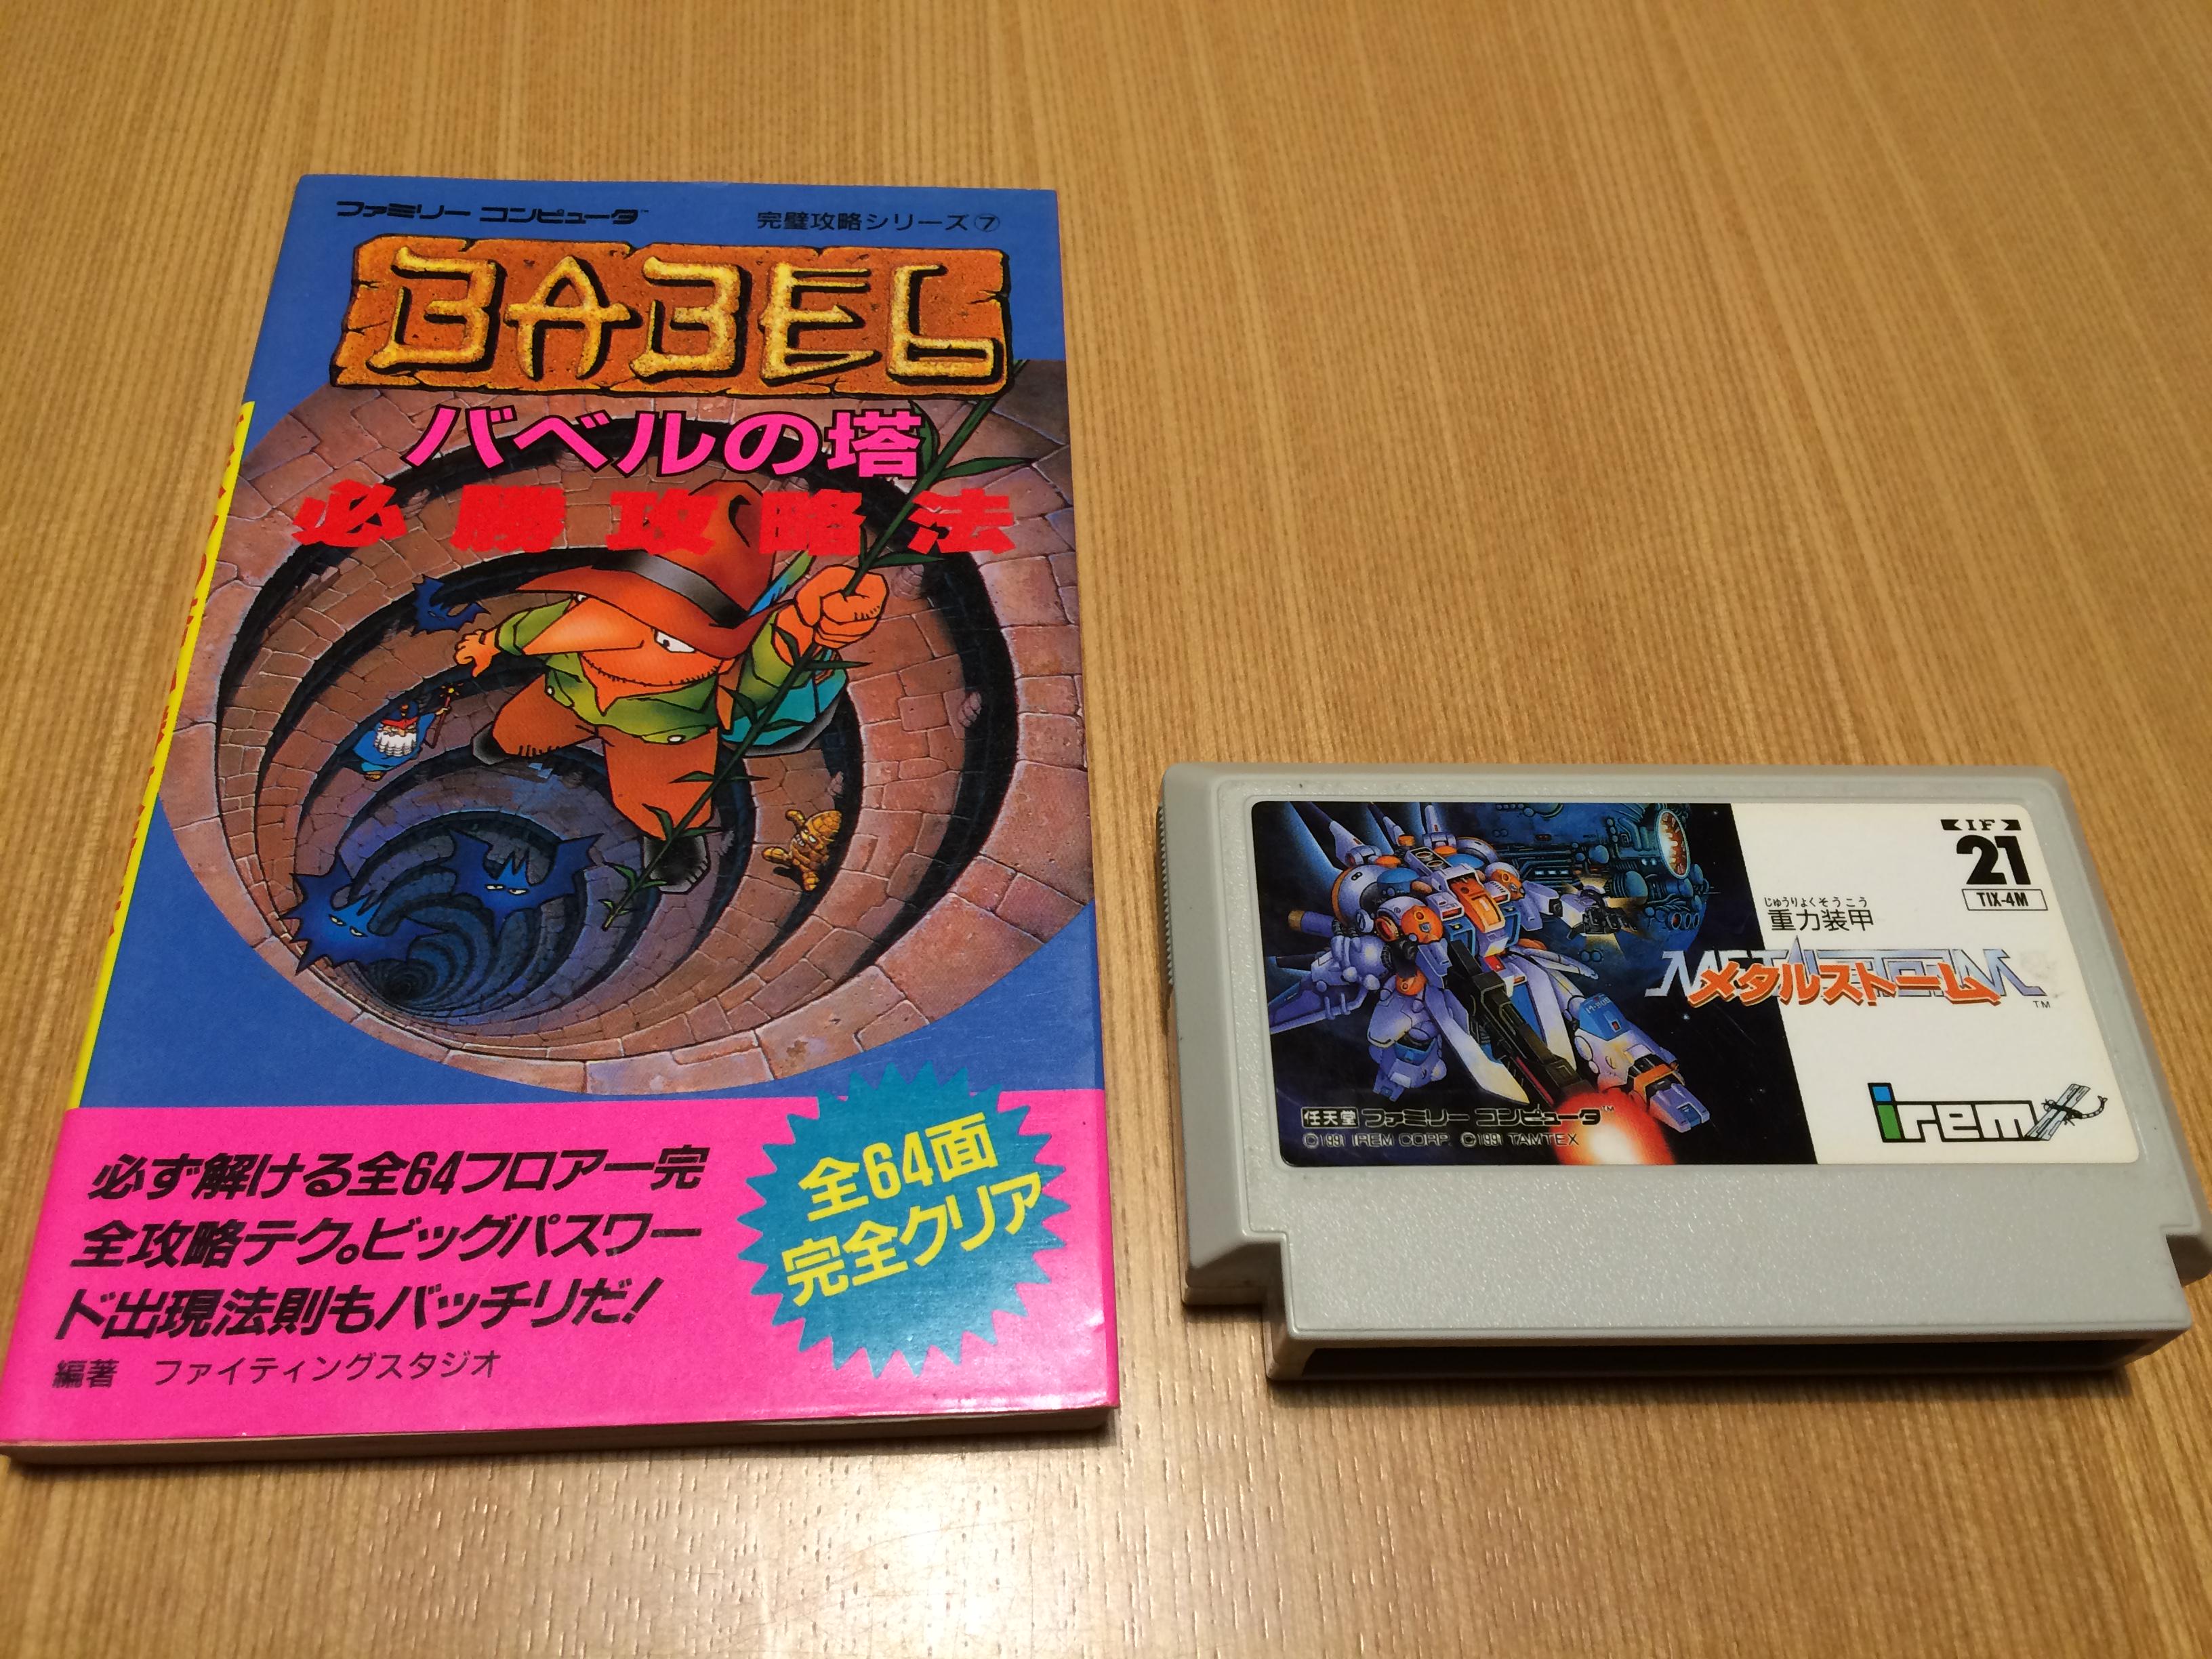 ファミリー コンピュータ™
完璧攻略シリーズ⑦
BABEL
バベルの塔
必勝攻略法
必ず解ける全64フロアー完
全攻略テク。ビッグパスワー
ド出現法則もバッチリだ!
編著 ファイティングスタジオ
全64面
完全クリア
IF
21
TIX-4M
じゅうりょくそうこう
重力装甲
METALSTORM
メタルストーム
TM
任天堂 ファミリー コンピュータ™
©1991 IREM CORP. ©1991 TAMTEX
irem